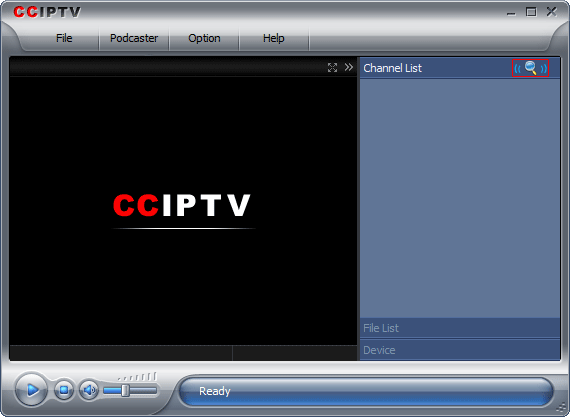 CCIPTV
File Podcaster Option Help
Channel List
CCIPTV
File List
Device
Ready